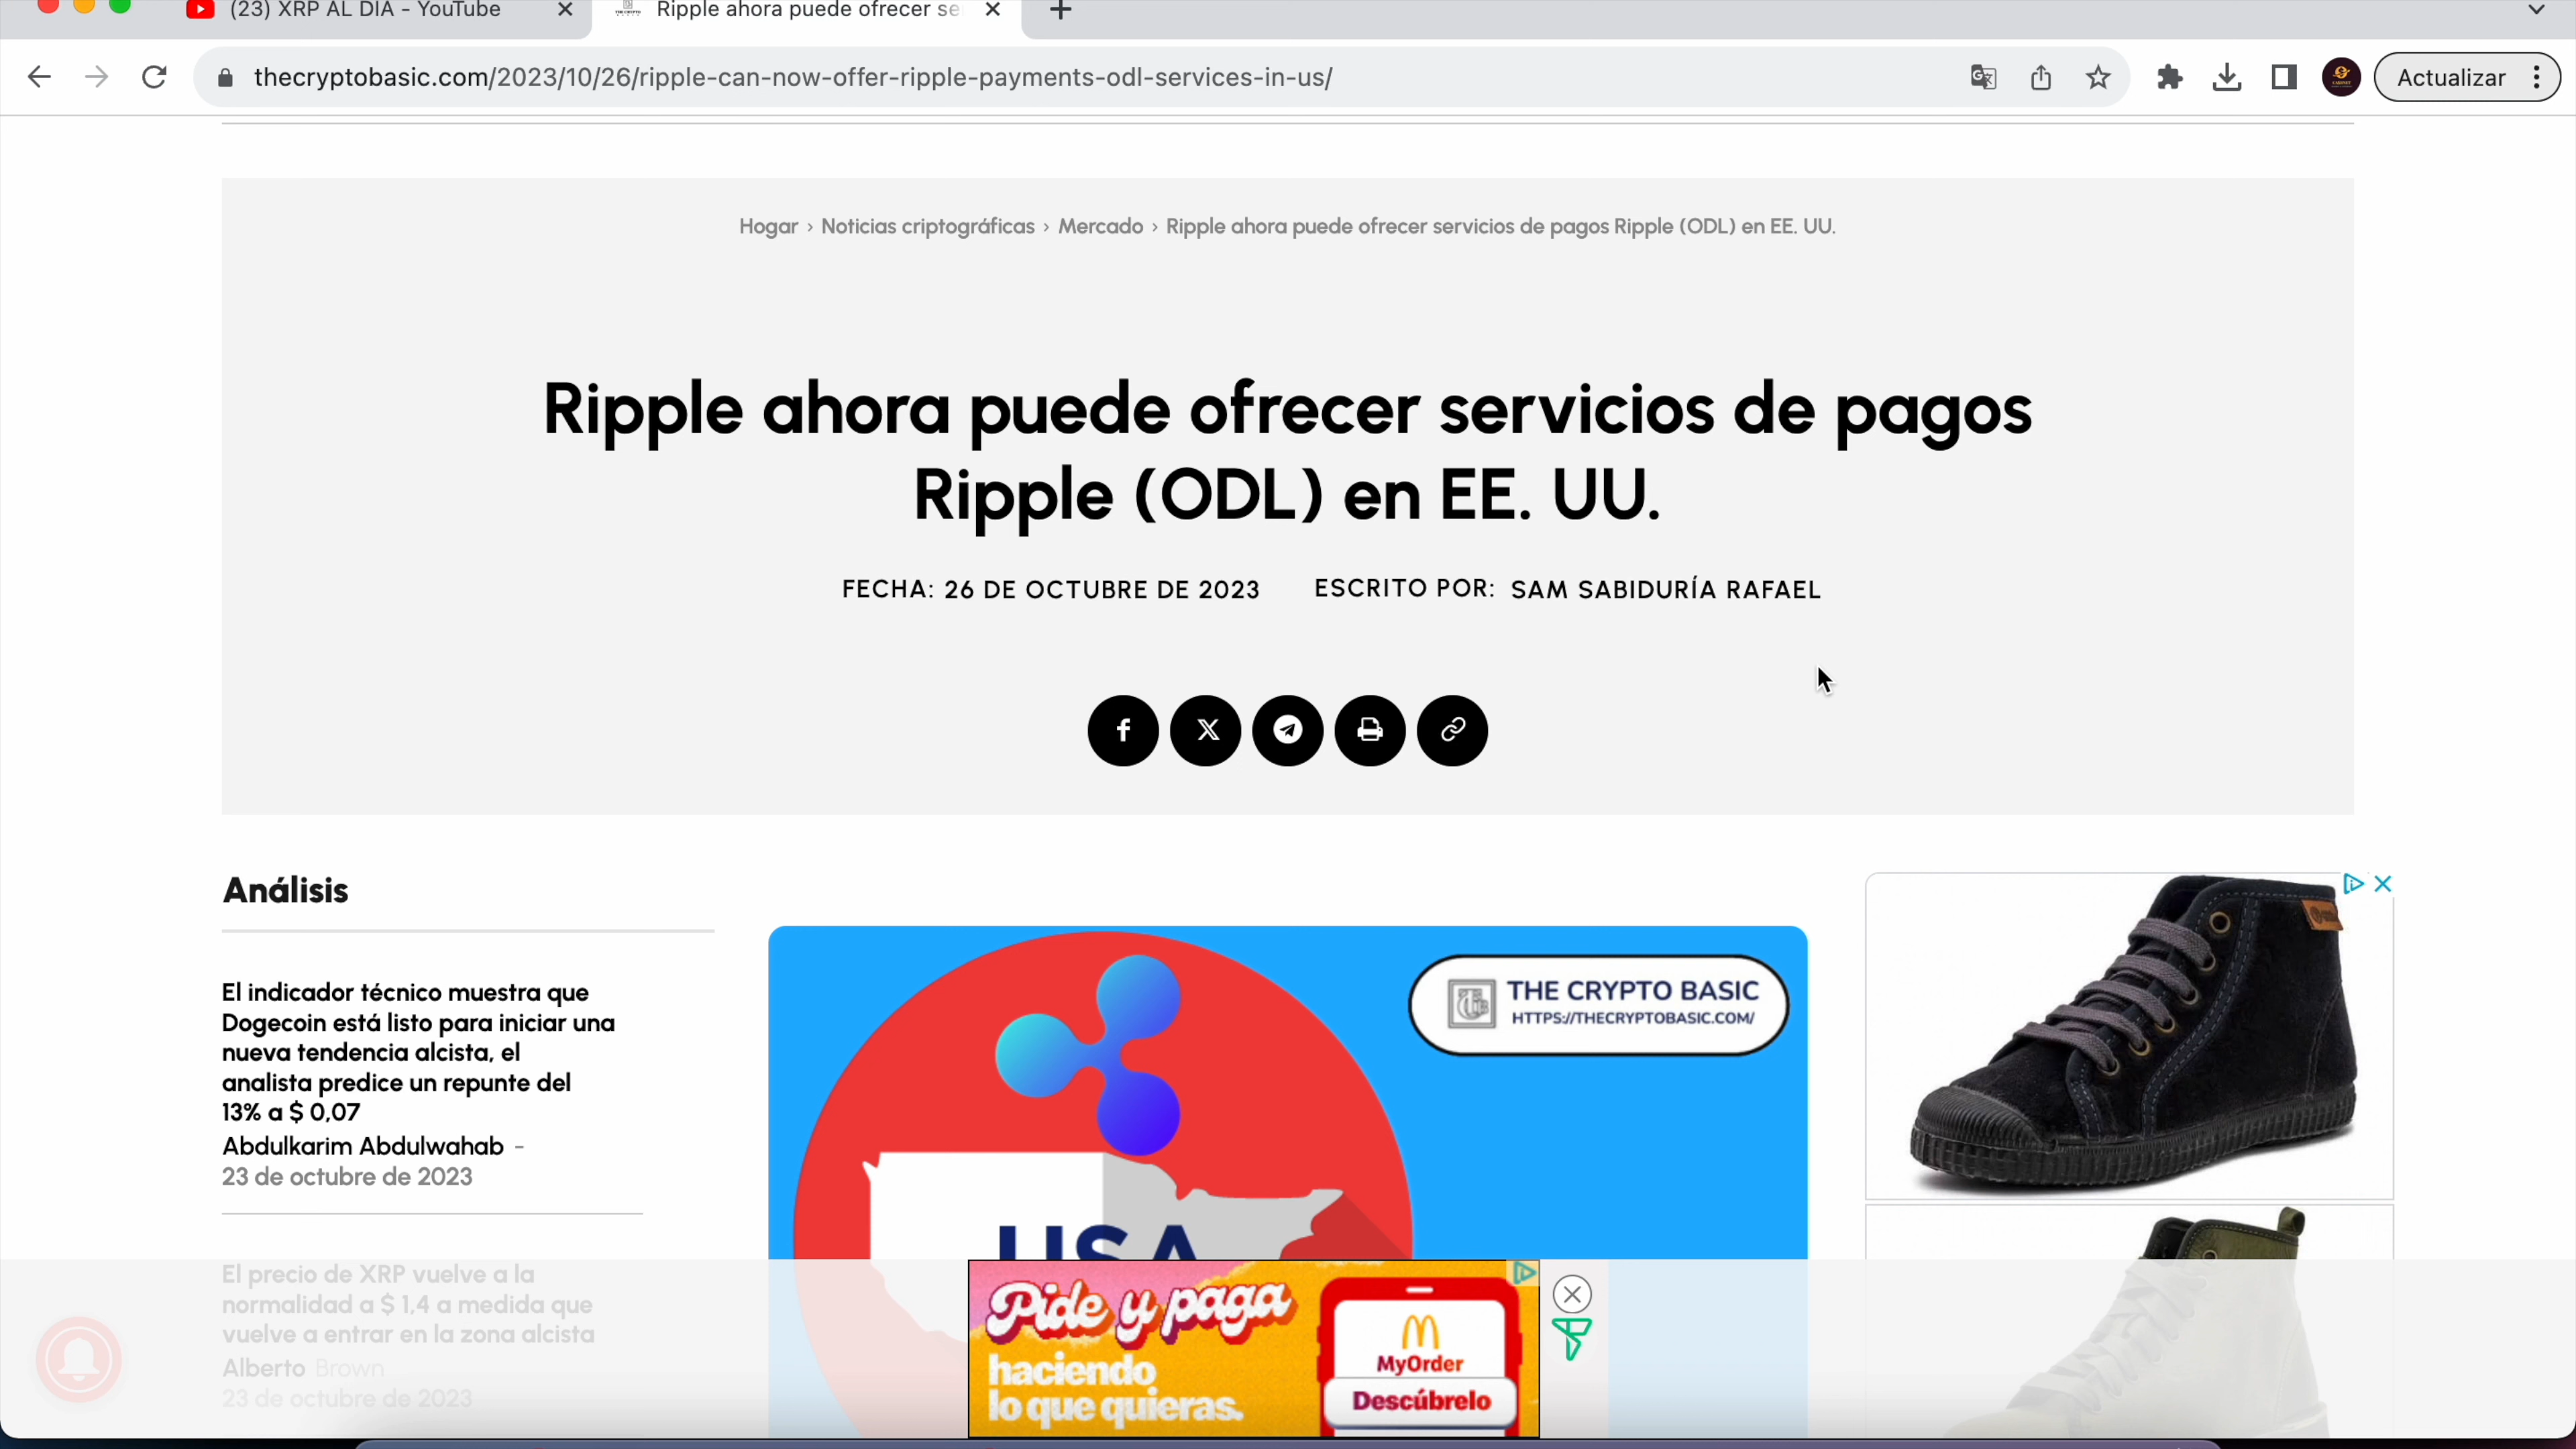 (23) XRP AL DIA - YouTube
Ripple ahora puede ofrecer se
thecryptobasic.com/2023/10/26/ripple-can-now-offer-ripple-payments-odl-services-in-us/
Actualizar
Hogar › Noticias criptográficas › Mercado › Ripple ahora puede ofrecer servicios de pagos Ripple (ODL) en EE. UU.
Ripple ahora puede ofrecer servicios de pagos
Ripple (ODL) en EE. UU.
FECHA: 26 DE OCTUBRE DE 2023 ESCRITO POR: SAM SABIDURÍA RAFAEL
Análisis
El indicador técnico muestra que
Dogecoin está listo para iniciar una
nueva tendencia alcista, el
analista predice un repunte del
13% a $ 0,07
Abdulkarim Abdulwahab -
23 de octubre de 2023
El precio de XRP vuelve a la
normalidad a $ 1,4 a medida que
vuelve a entrar en la zona alcista
Alberto Brown
23 de octubre de 2023
THE CRYPTO BASIC
HTTPS://THECRYPTOBASIC.COM/
USA
Pide y paga
haciendo
lo que quieras.
MyOrder
Descúbrelo